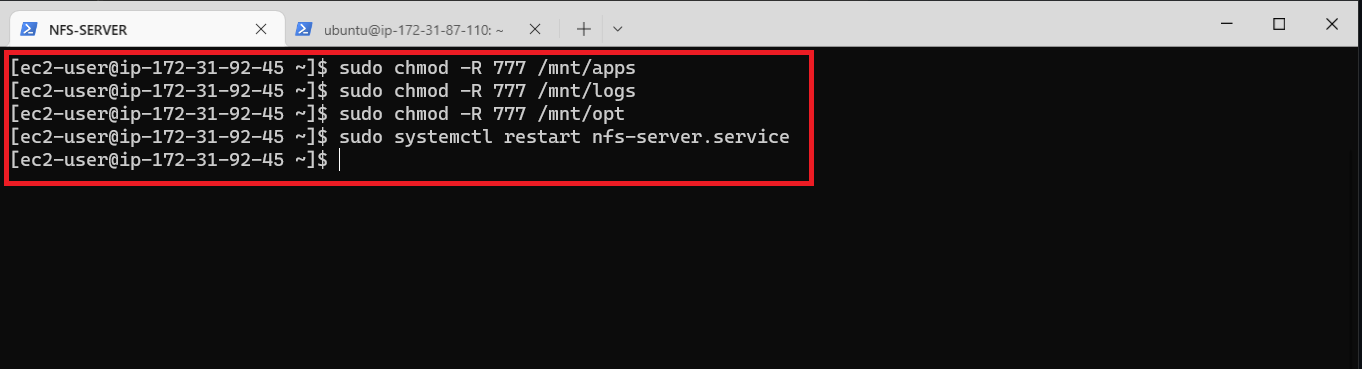 NFS-SERVER
ubuntu@ip-172-31-87-110: ~
[ec2-user@ip-172-31-92-45 ~]$ sudo chmod -R 777 /mnt/apps
[ec2-user@ip-172-31-92-45 ~]$ sudo chmod -R 777 /mnt/logs
[ec2-user@ip-172-31-92-45 ~]$ sudo chmod -R 777 /mnt/opt
[ec2-user@ip-172-31-92-45 ~]$ sudo systemctl restart nfs-server.service
[ec2-user@ip-172-31-92-45 ~]$